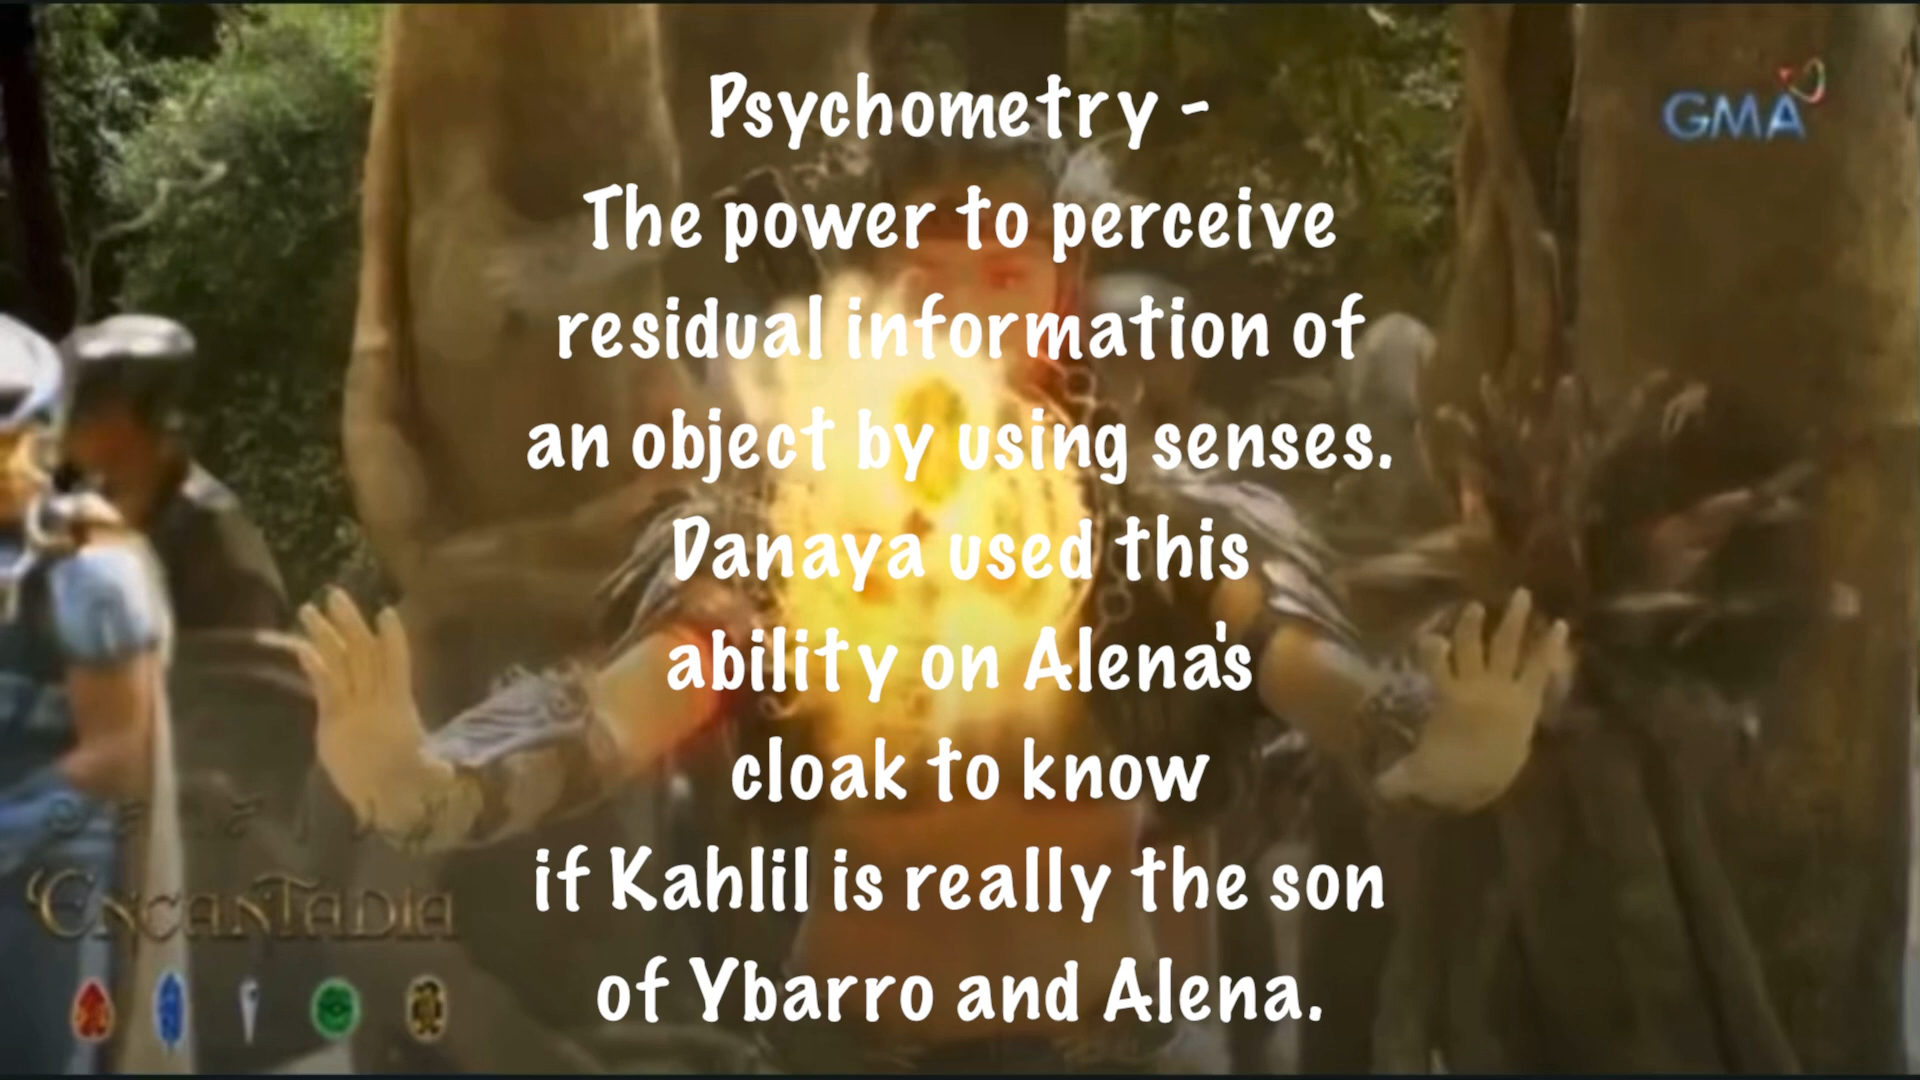 GMA
Psychometry -
The power to perceive
residual information of
an object by using senses.
Danaya used this
ability on Alena's
cloak to know
if Kahlil is really the son
of Ybarro and Alena.
ENCANTADIA